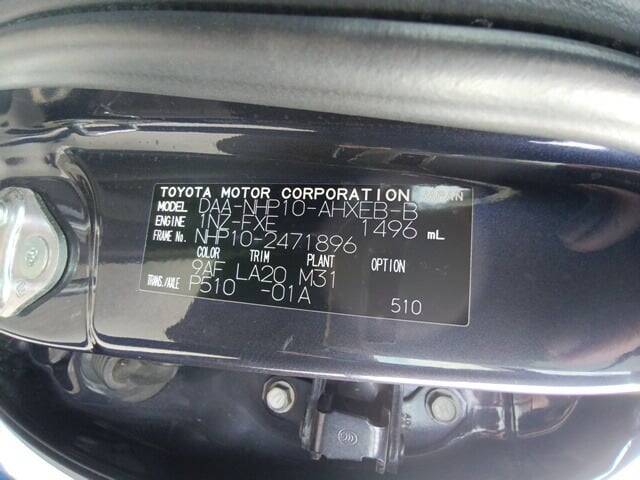 TOYOTA MOTOR CORPORATION JAPAN
MODEL DAA-NHP10-AHXEB-B
ENGINE 1NZ-FXE 1496 mL
FRAME No. NHP10-2471896
COLOR TRIM PLANT OPTION
9AF LA20 M31
TRANS./AXLE P510 -01A
510